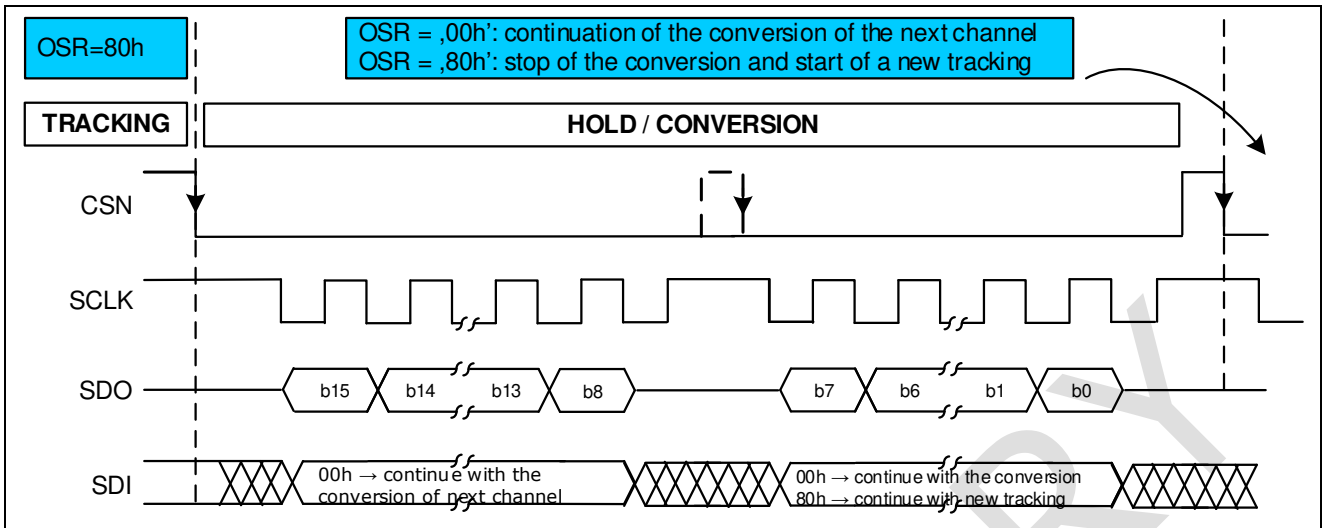 OSR=80h
OSR = ‚00h’: continuation of the conversion of the next channel
OSR = ‚80h’: stop of the conversion and start of a new tracking
TRACKING
HOLD / CONVERSION
CSN
SCLK
SDO
b15
b14
b13
b8
b7
b6
b1
b0
SDI
00h → continue with the
conversion of next channel
00h → continue with the conversion
80h → continue with new tracking
RY